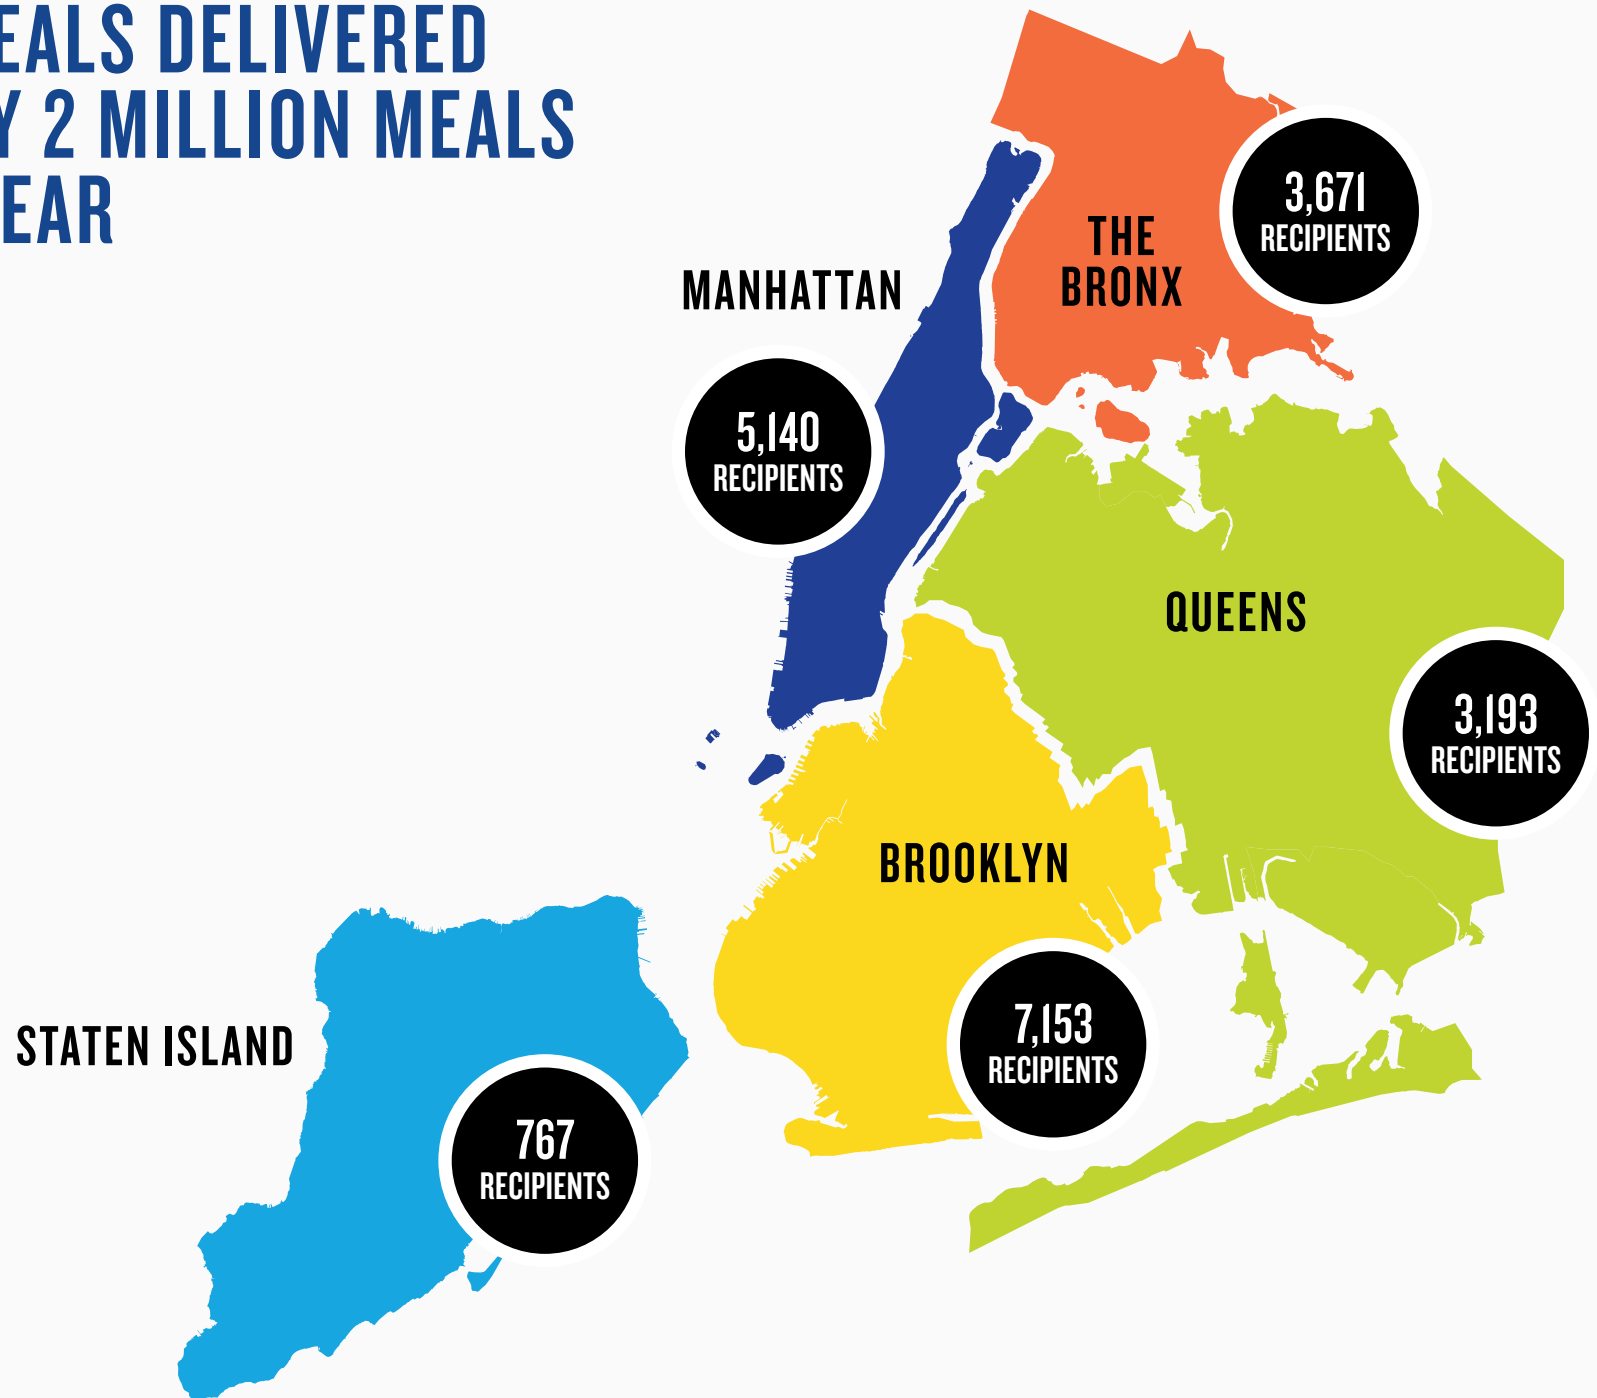 EALS DELIVERED
Y 2 MILLION MEALS
EAR
THE
BRONX
3,671
RECIPIENTS
MANHATTAN
5,140
RECIPIENTS
QUEENS
3,193
RECIPIENTS
BROOKLYN
7,153
RECIPIENTS
STATEN ISLAND
767
RECIPIENTS